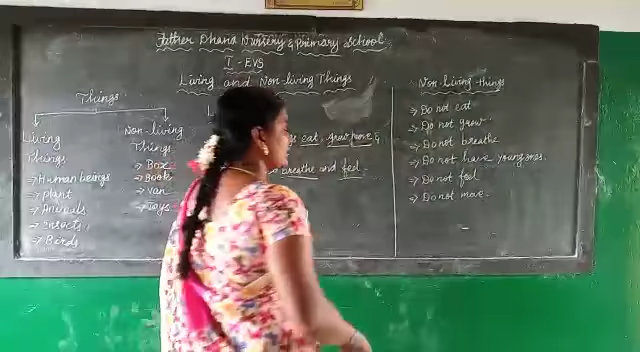 Father Dhana Nursery & Primary School
I - EVS
Living and Non-living Things
Things
Living
Things
→ Human beings
→ plant
→ Animals
→ insects
→ Birds
Non-living
Things
→ Box
→ Book
→ van
→ Toys
eat, grow, move &
breathe and feel.
Non-Living-things
→ Do not eat
→ Do not grow.
→ Do not breathe
→ Do not have young ones.
→ Do not feel
→ Do not move.